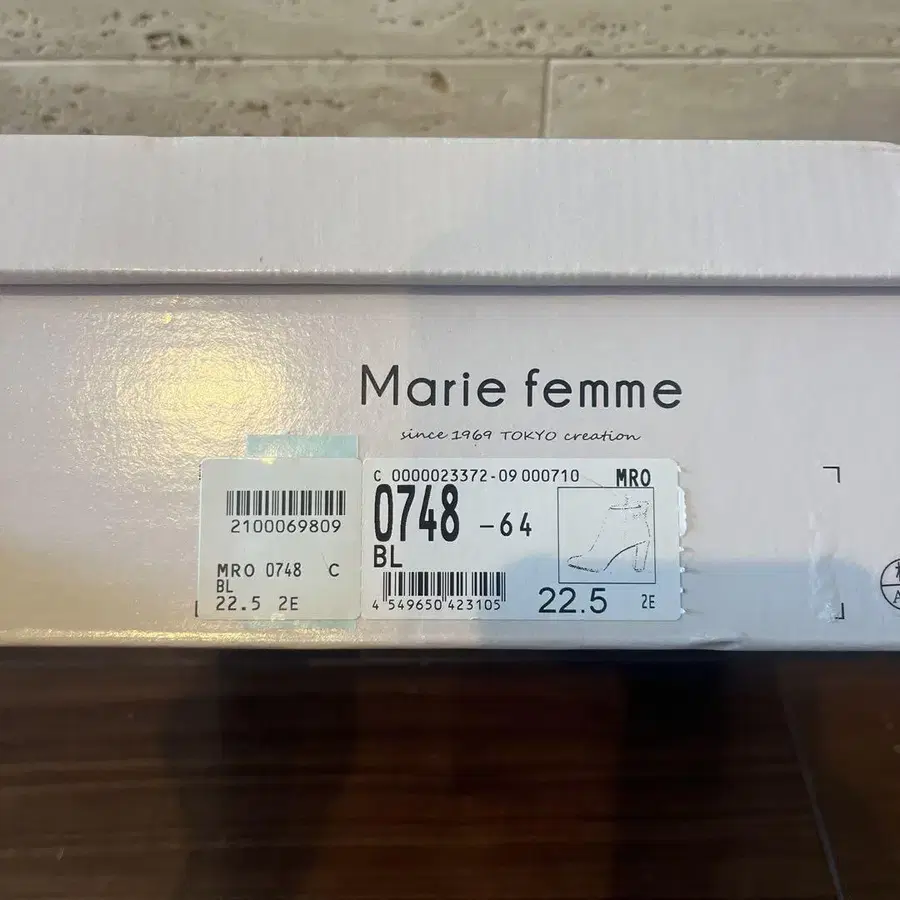 Marie femme
since 1969 TOKYO creation
2100069809
MRO 0748 C
BL
22.5 2E
C 0000023372-09 000710 MRO
0748 -64
BL
4 549650 423105
22.5 2E